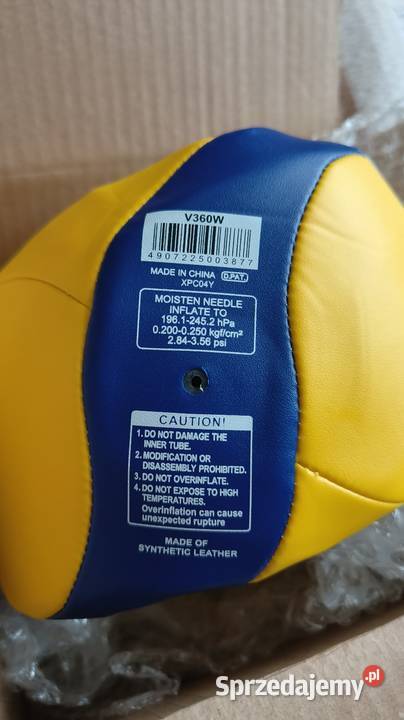 V360W
4907225003877
MADE IN CHINA D.PAT.
XPC04Y
MOISTEN NEEDLE
INFLATE TO
196.1-245.2 hPa
0.200-0.250 kgf/cm²
2.84-3.56 psi
CAUTION!
1. DO NOT DAMAGE THE
INNER TUBE.
2. MODIFICATION OR
DISASSEMBLY PROHIBITED.
3. DO NOT OVERINFLATE.
4. DO NOT EXPOSE TO HIGH
TEMPERATURES.
Overinflation can cause
unexpected rupture
MADE OF
SYNTHETIC LEATHER
Sprzedajemy.pl